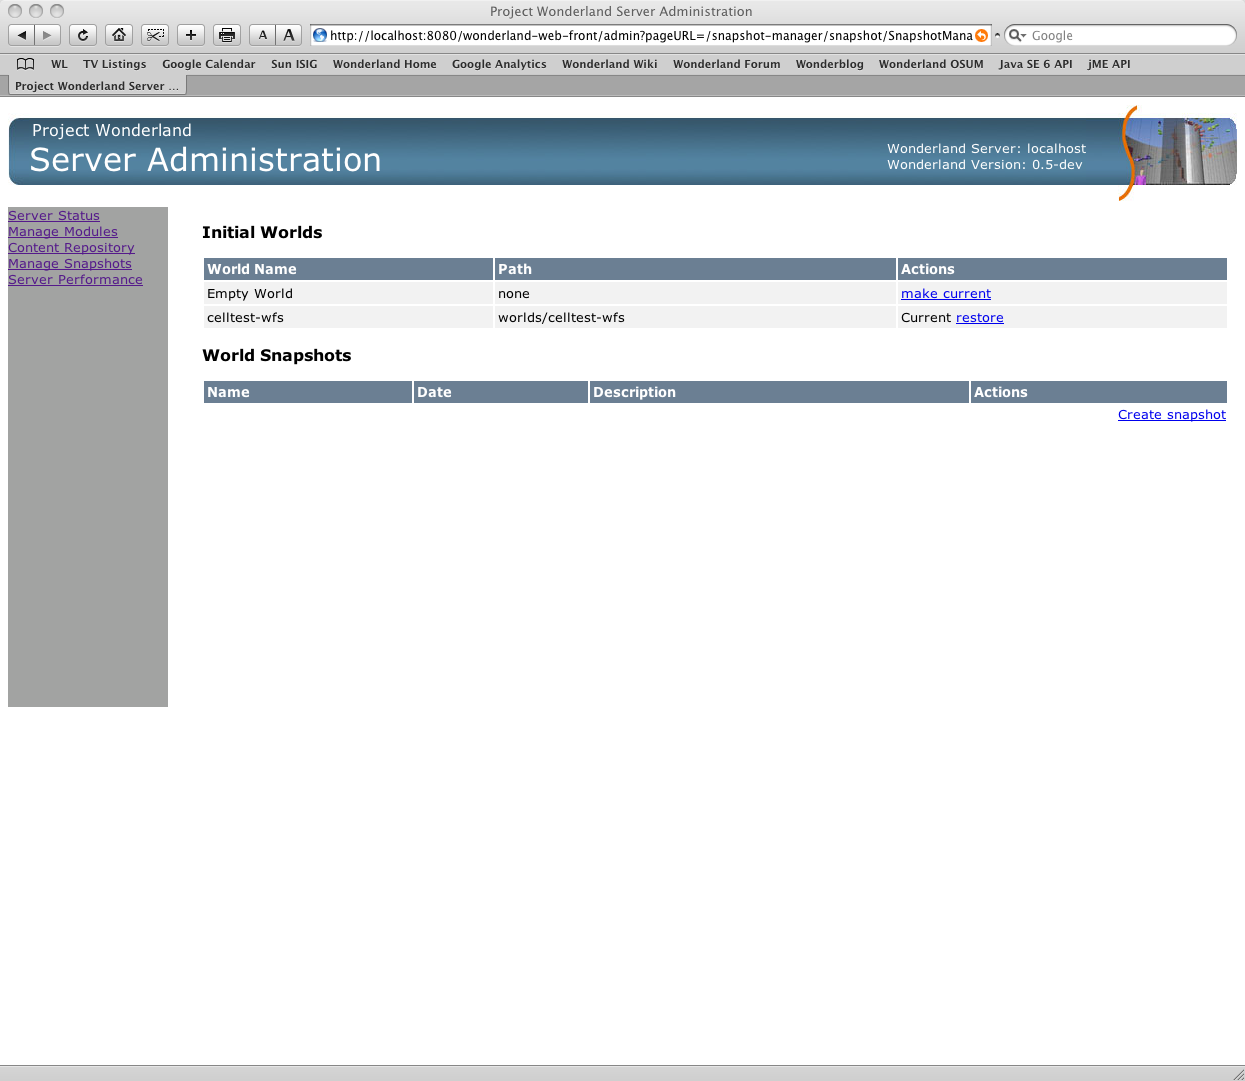 Project Wonderland Server Administration
A A http://localhost:8080/wonderland-web-front/admin?pageURL=/snapshot-manager/snapshot/SnapshotMana Google
WL TV Listings Google Calendar Sun ISIG Wonderland Home Google Analytics Wonderland Wiki Wonderland Forum Wonderblog Wonderland OSUM Java SE 6 API jME API
Project Wonderland Server ...
Project Wonderland
Server Administration
Wonderland Server: localhost
Wonderland Version: 0.5-dev
Server Status
Manage Modules
Content Repository
Manage Snapshots
Server Performance
Initial Worlds
World Name Path Actions
Empty World none make current
celltest-wfs worlds/celltest-wfs Current restore
World Snapshots
Name Date Description Actions
Create snapshot